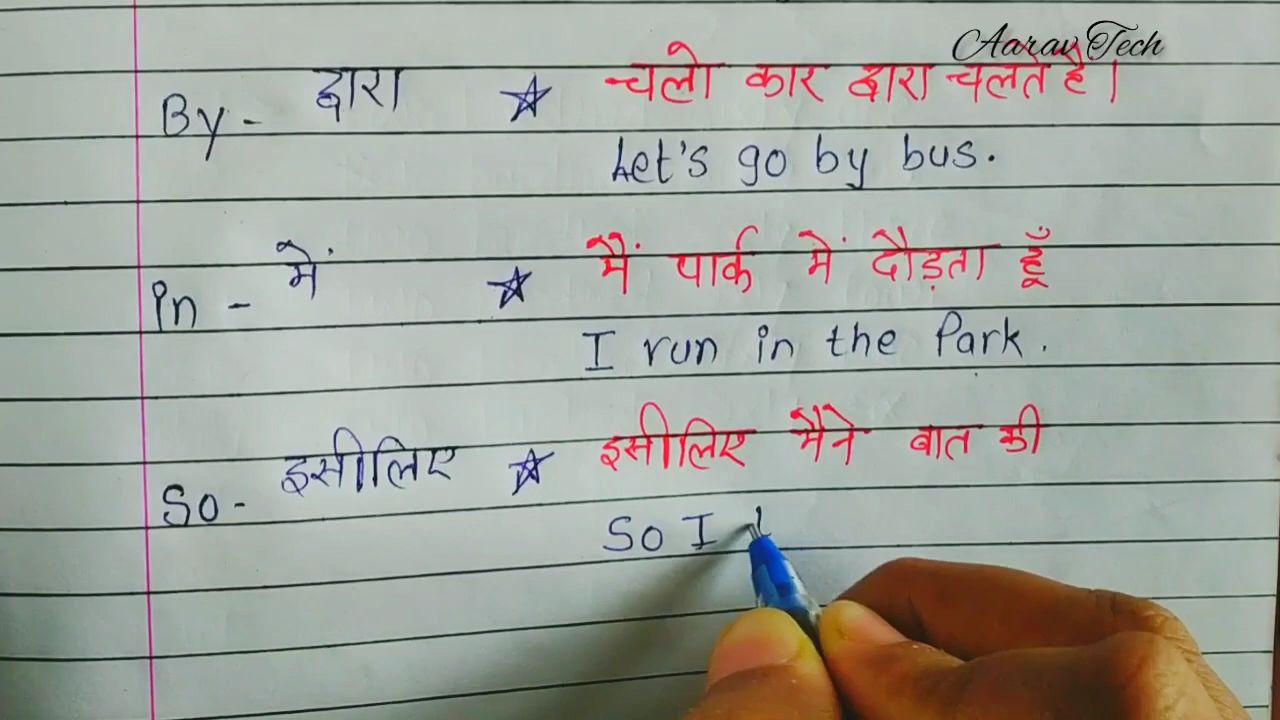 Aarav Tech
By - द्वारा ☆ चलो कार द्वारा चलते है।
Let's go by bus.
in - में ☆ मैं पार्क में दौड़ता हूँ
I run in the Park.
So - इसीलिए ☆ इसीलिए मैने बात की
So I